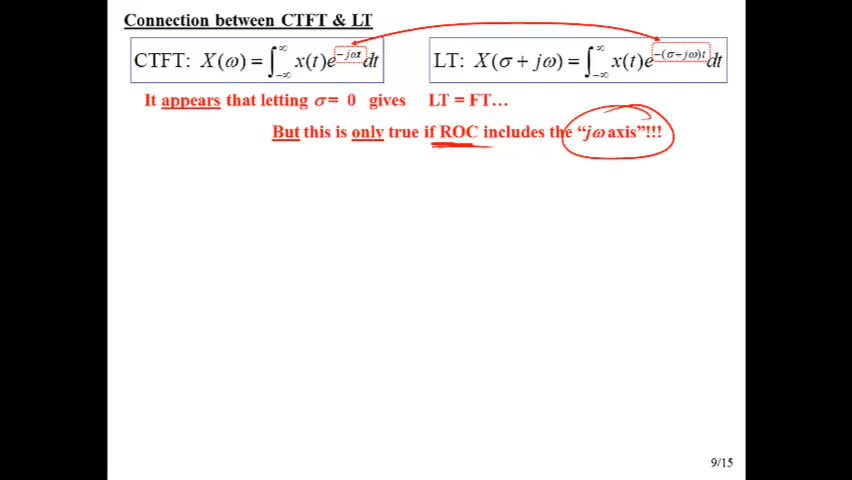 Connection between CTFT & LT
CTFT: X(ω) = ∫_{-∞}^{∞} x(t)e^{-jωt}dt
LT: X(σ + jω) = ∫_{-∞}^{∞} x(t)e^{-(σ+jω)t}dt
It appears that letting σ = 0 gives LT = FT…
But this is only true if ROC includes the “jω axis”!!!
9/15